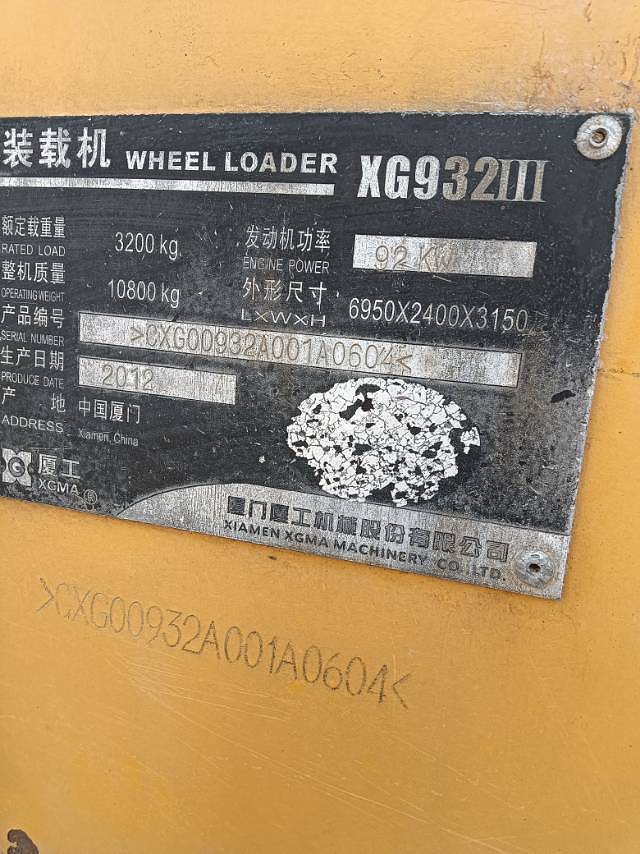 装载机 WHEEL LOADER XG932III
额定载重量 3200 kg 发动机功率 92 KW
RATED LOAD ENGINE POWER
整机质量 10800 kg 外形尺寸 6950X2400X3150
OPERATING WEIGHT LXWXH
产品编号 >CXG00932A001A0604<
SERIAL NUMBER
生产日期 2012
PRODUCE DATE
产 地 中国厦门
ADDRESS Xiamen, China
厦工
XGMA ®
厦门厦工机械股份有限公司
XIAMEN XGMA MACHINERY CO., LTD.
>CXG00932A001A0604<